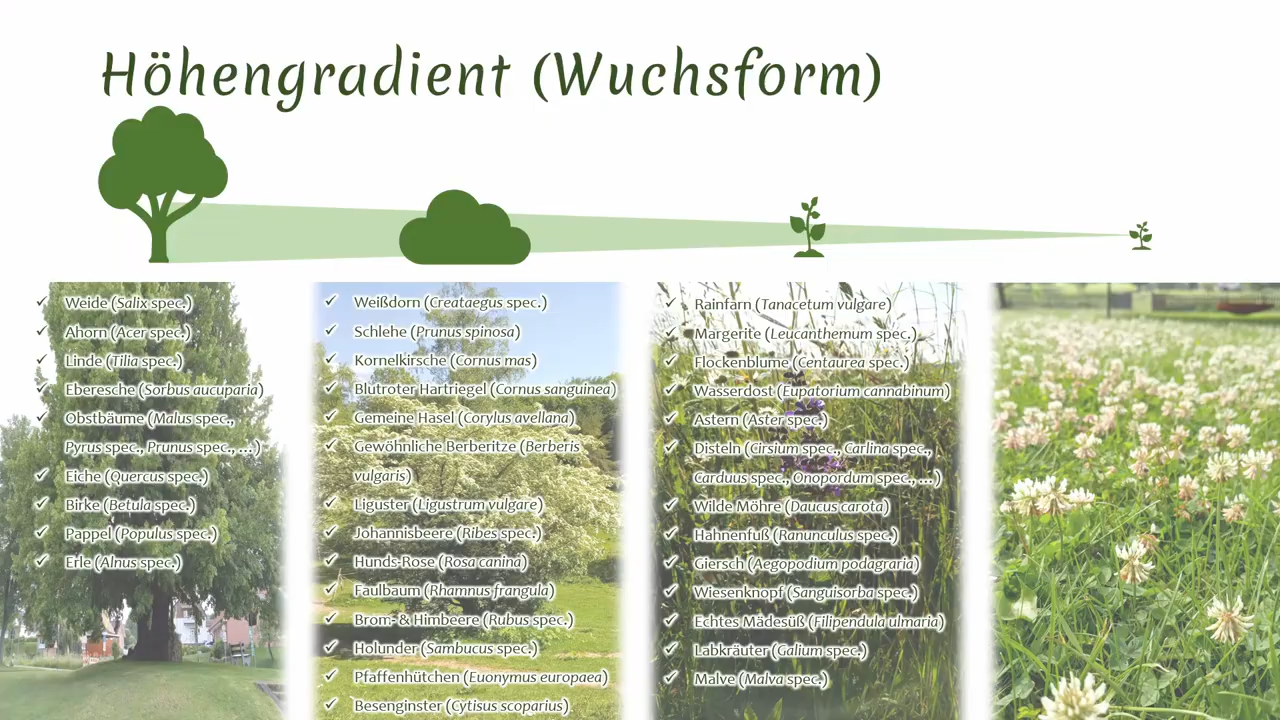 Höhengradient (Wuchsform)
✓ Weide (Salix spec.)
✓ Ahorn (Acer spec.)
✓ Linde (Tilia spec.)
✓ Eberesche (Sorbus aucuparia)
✓ Obstbäume (Malus spec.,
Pyrus spec., Prunus spec., …)
✓ Eiche (Quercus spec.)
✓ Birke (Betula spec.)
✓ Pappel (Populus spec.)
✓ Erle (Alnus spec.)
✓ Weißdorn (Creataegus spec.)
✓ Schlehe (Prunus spinosa)
✓ Kornelkirsche (Cornus mas)
✓ Blutroter Hartriegel (Cornus sanguinea)
✓ Gemeine Hasel (Corylus avellana)
✓ Gewöhnliche Berberitze (Berberis
vulgaris)
✓ Liguster (Ligustrum vulgare)
✓ Johannisbeere (Ribes spec.)
✓ Hunds-Rose (Rosa canina)
✓ Faulbaum (Rhamnus frangula)
✓ Brom- & Himbeere (Rubus spec.)
✓ Holunder (Sambucus spec.)
✓ Pfaffenhütchen (Euonymus europaea)
✓ Besenginster (Cytisus scoparius)
✓ Rainfarn (Tanacetum vulgare)
✓ Margerite (Leucanthemum spec.)
✓ Flockenblume (Centaurea spec.)
✓ Wasserdost (Eupatorium cannabinum)
✓ Astern (Aster spec.)
✓ Disteln (Cirsium spec., Carlina spec.,
Carduus spec., Onopordum spec., …)
✓ Wilde Möhre (Daucus carota)
✓ Hahnenfuß (Ranunculus spec.)
✓ Giersch (Aegopodium podagraria)
✓ Wiesenknopf (Sanguisorba spec.)
✓ Echtes Mädesüß (Filipendula ulmaria)
✓ Labkräuter (Galium spec.)
✓ Malve (Malva spec.)